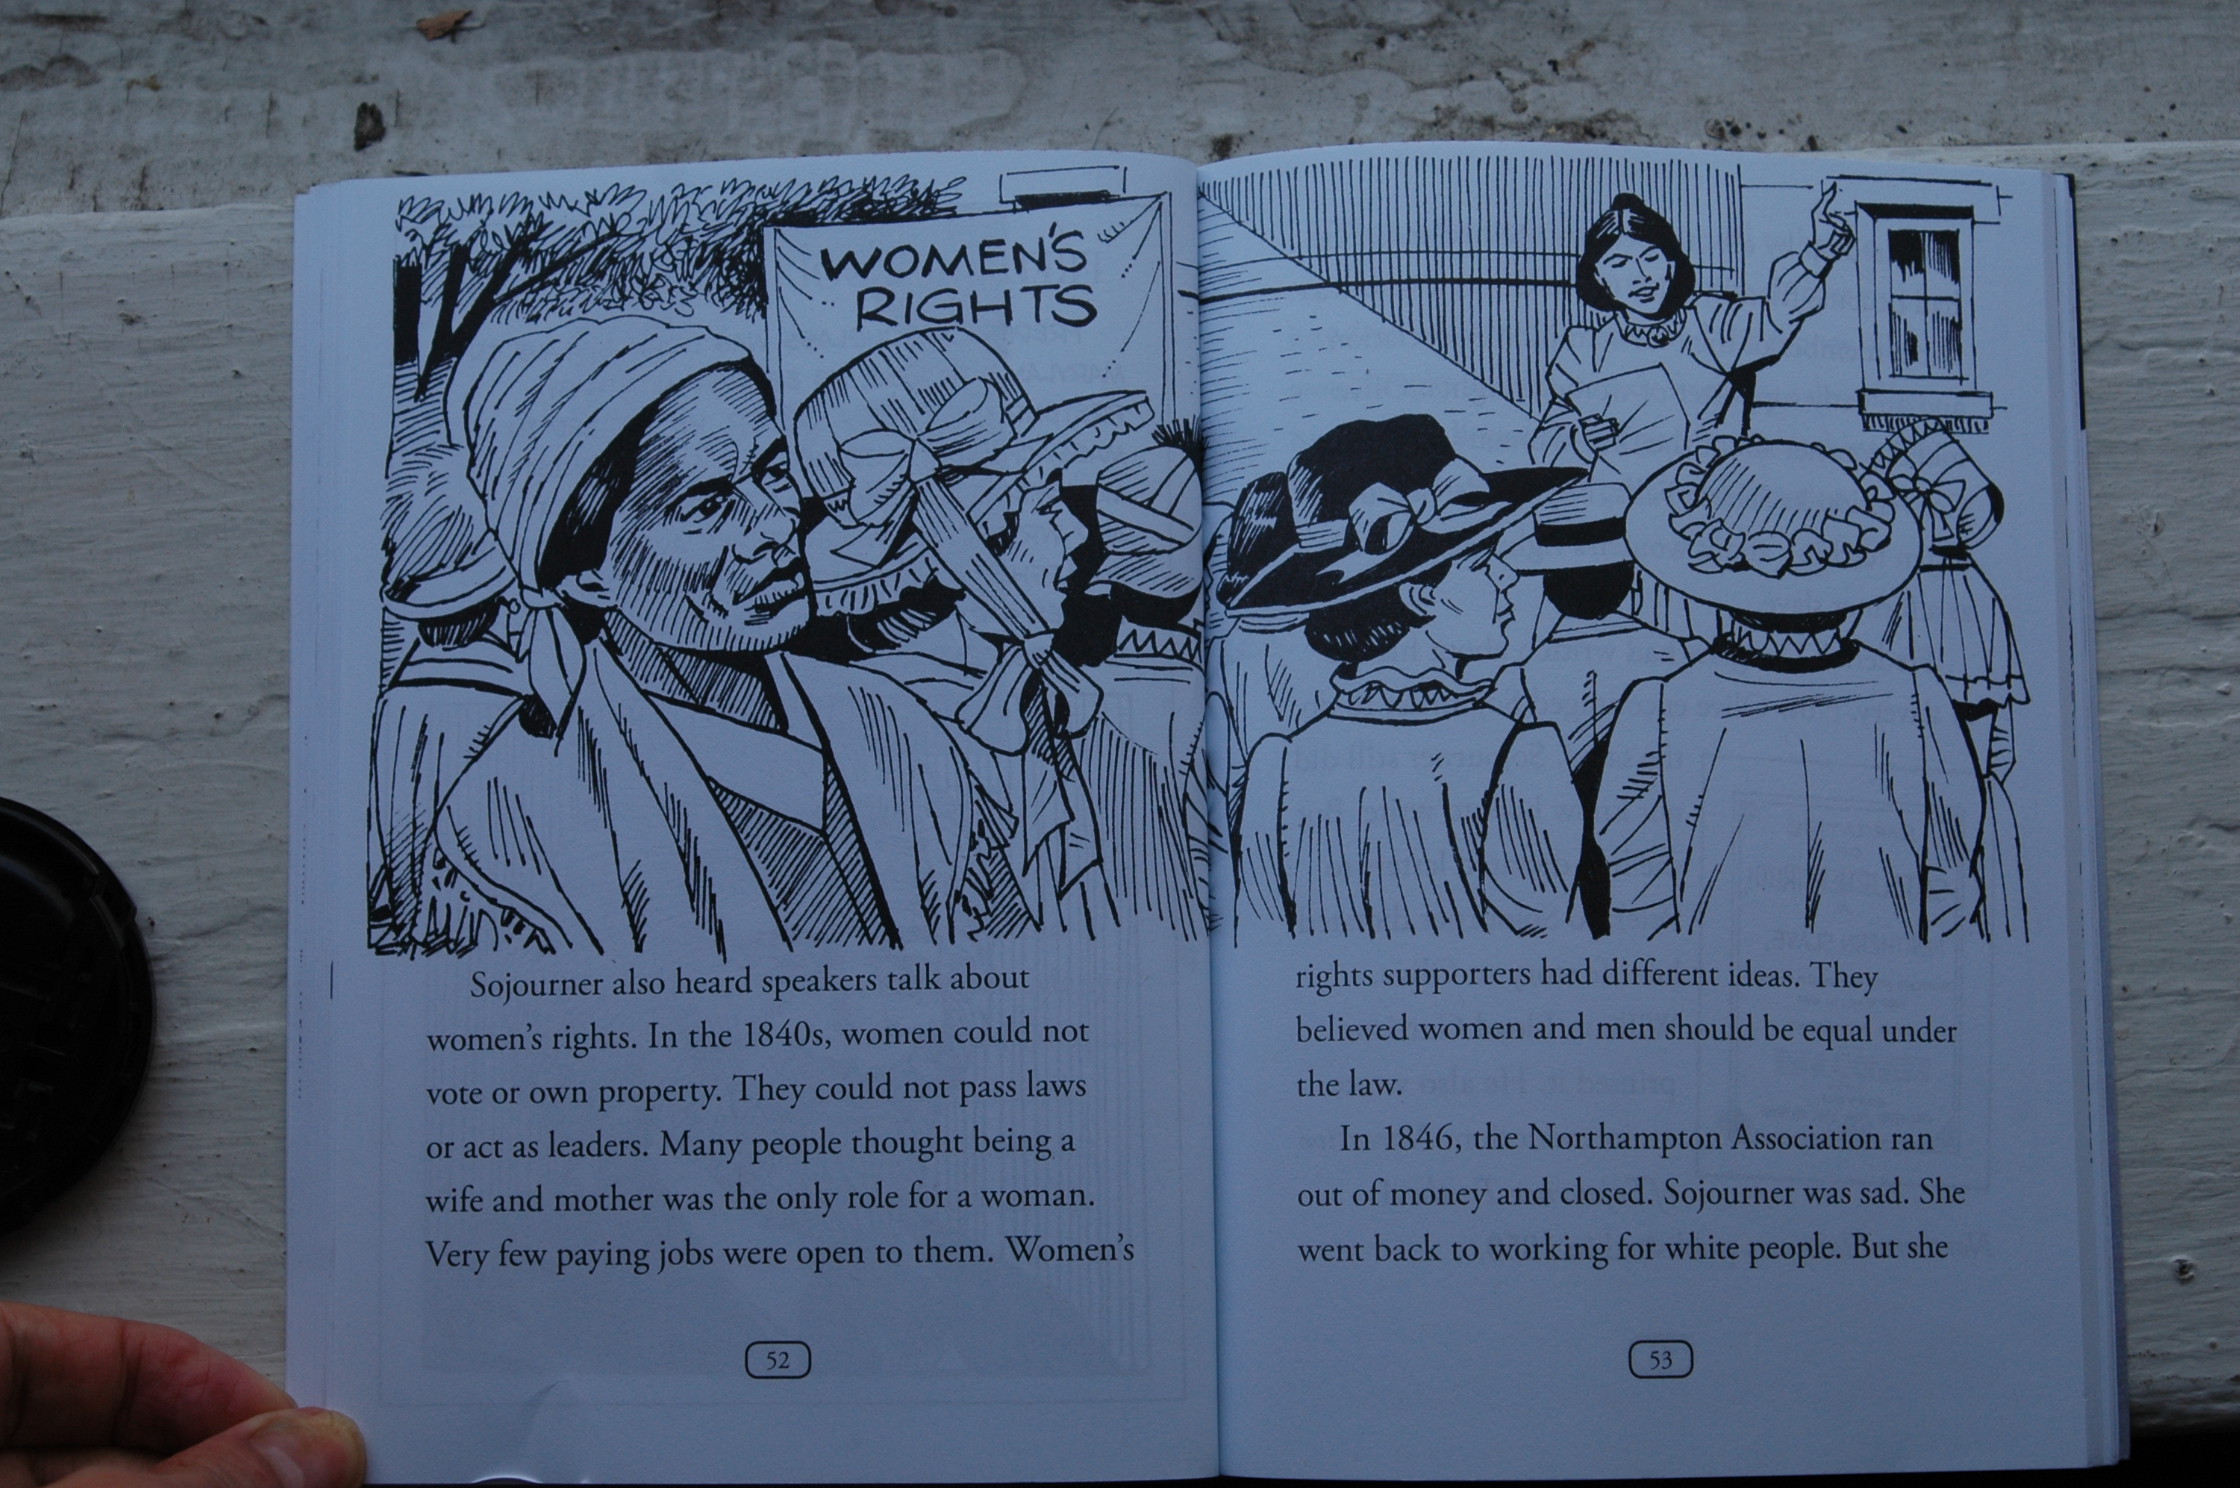 WOMEN'S
RIGHTS
Sojourner also heard speakers talk about
women's rights. In the 1840s, women could not
vote or own property. They could not pass laws
or act as leaders. Many people thought being a
wife and mother was the only role for a woman.
Very few paying jobs were open to them. Women's
52
rights supporters had different ideas. They
believed women and men should be equal under
the law.
In 1846, the Northampton Association ran
out of money and closed. Sojourner was sad. She
went back to working for white people. But she
53